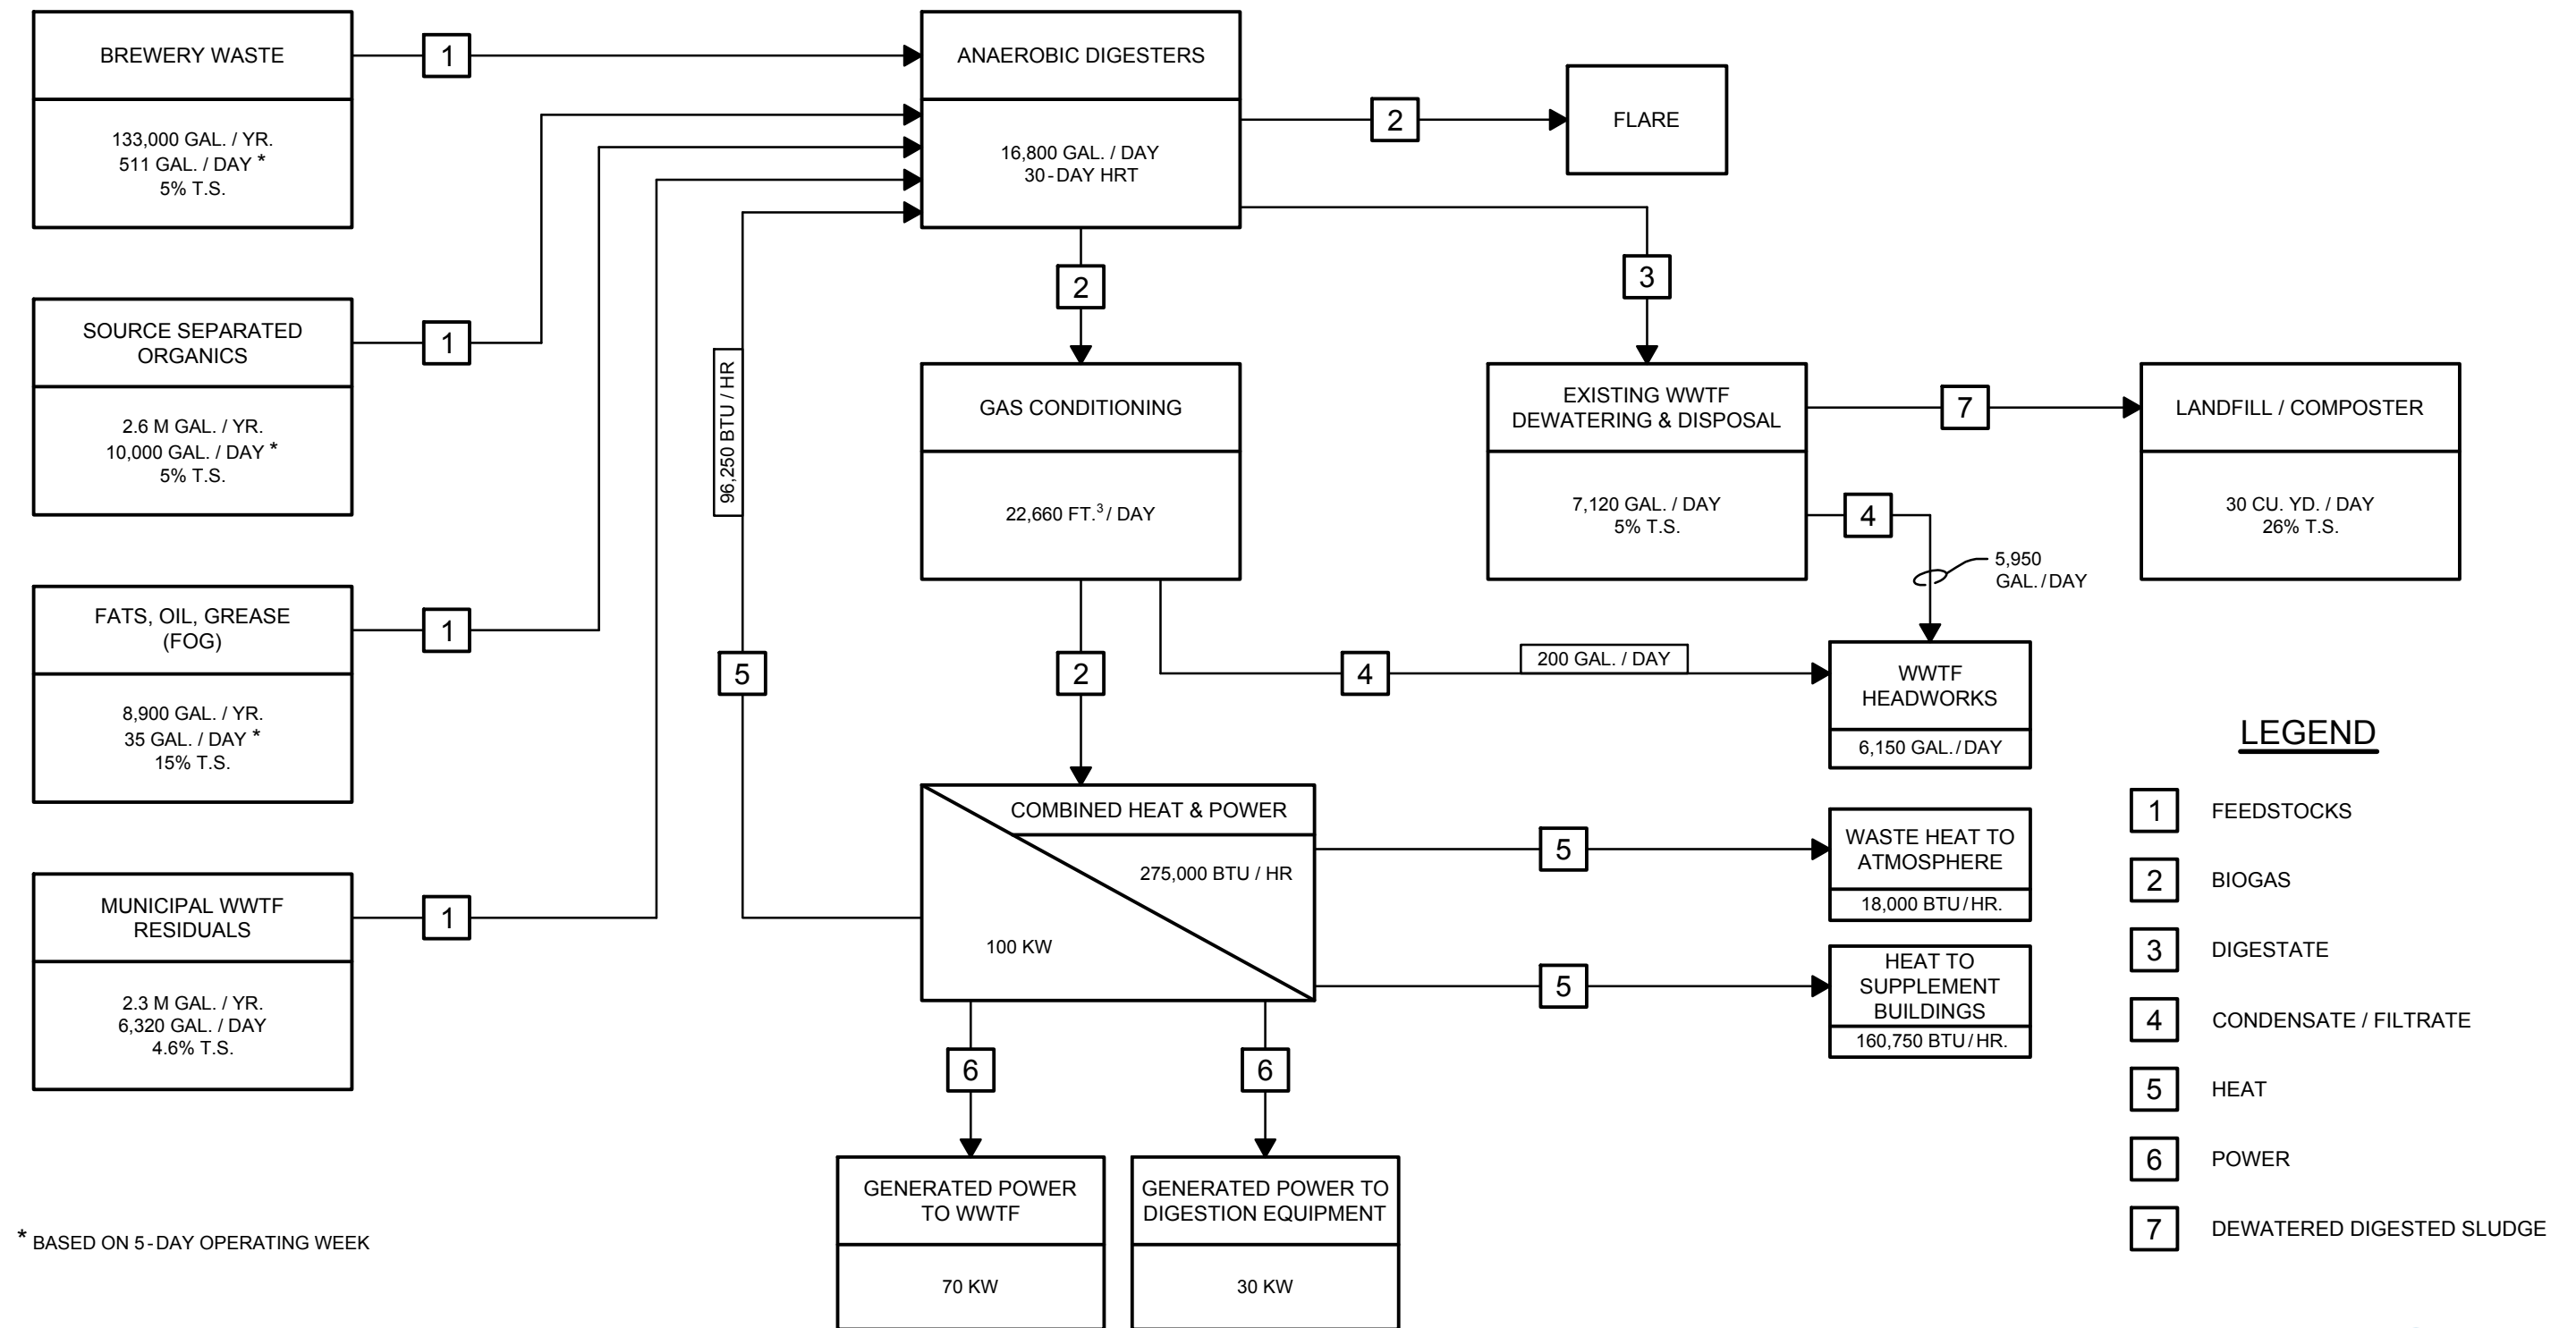 BREWERY WASTE
133,000 GAL. / YR.
511 GAL. / DAY *
5% T.S.
1
SOURCE SEPARATED
ORGANICS
2.6 M GAL. / YR.
10,000 GAL. / DAY *
5% T.S.
1
FATS, OIL, GREASE
(FOG)
8,900 GAL. / YR.
35 GAL. / DAY *
15% T.S.
1
MUNICIPAL WWTF
RESIDUALS
2.3 M GAL. / YR.
6,320 GAL. / DAY
4.6% T.S.
1
* BASED ON 5-DAY OPERATING WEEK
96,250 BTU / HR
5
ANAEROBIC DIGESTERS
16,800 GAL. / DAY
30-DAY HRT
2
FLARE
2
3
GAS CONDITIONING
22,660 FT.³ / DAY
EXISTING WWTF
DEWATERING & DISPOSAL
7,120 GAL. / DAY
5% T.S.
7
LANDFILL / COMPOSTER
30 CU. YD. / DAY
26% T.S.
4
5,950
GAL./DAY
2
4
200 GAL. / DAY
WWTF
HEADWORKS
6,150 GAL./DAY
COMBINED HEAT & POWER
275,000 BTU / HR
100 KW
5
WASTE HEAT TO
ATMOSPHERE
18,000 BTU/HR.
5
HEAT TO
SUPPLEMENT
BUILDINGS
160,750 BTU/HR.
6
6
GENERATED POWER
TO WWTF
70 KW
GENERATED POWER TO
DIGESTION EQUIPMENT
30 KW
LEGEND
1 FEEDSTOCKS
2 BIOGAS
3 DIGESTATE
4 CONDENSATE / FILTRATE
5 HEAT
6 POWER
7 DEWATERED DIGESTED SLUDGE